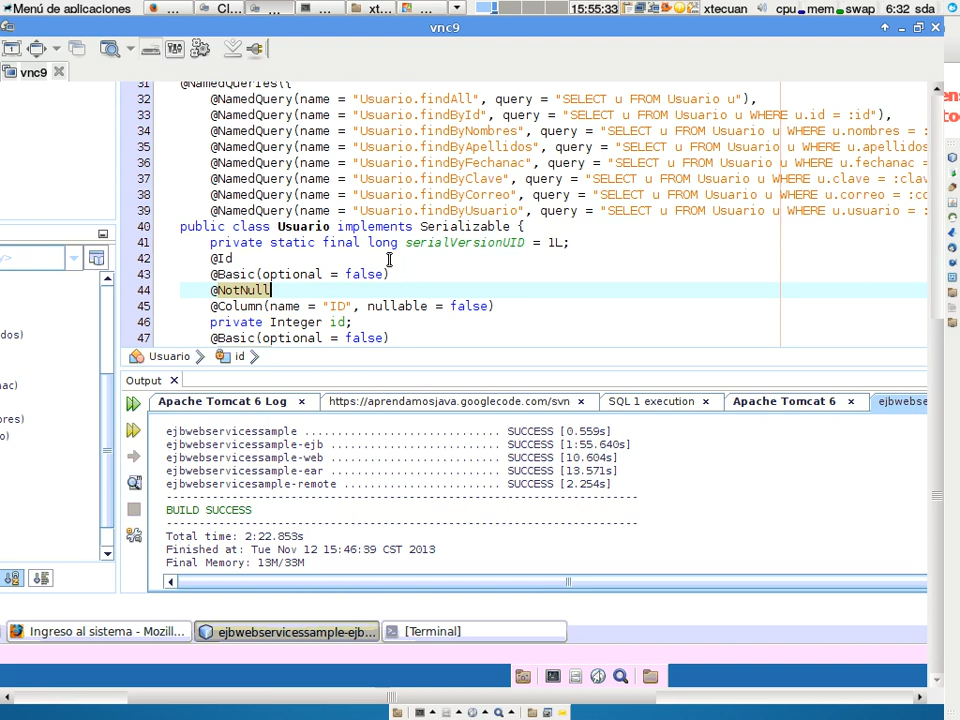 Menú de aplicaciones ... Cl... ... ... xt... ... 15:55:33 xtecuan cpu mem swap 6:32 sda
vnc9
vnc9
31 @NamedQueries({
32 @NamedQuery(name = "Usuario.findAll", query = "SELECT u FROM Usuario u"),
33 @NamedQuery(name = "Usuario.findById", query = "SELECT u FROM Usuario u WHERE u.id = :id"),
34 @NamedQuery(name = "Usuario.findByNombres", query = "SELECT u FROM Usuario u WHERE u.nombres = :
35 @NamedQuery(name = "Usuario.findByApellidos", query = "SELECT u FROM Usuario u WHERE u.apellidos
36 @NamedQuery(name = "Usuario.findByFechanac", query = "SELECT u FROM Usuario u WHERE u.fechanac =
37 @NamedQuery(name = "Usuario.findByClave", query = "SELECT u FROM Usuario u WHERE u.clave = :clav
38 @NamedQuery(name = "Usuario.findByCorreo", query = "SELECT u FROM Usuario u WHERE u.correo = :co
39 @NamedQuery(name = "Usuario.findByUsuario", query = "SELECT u FROM Usuario u WHERE u.usuario = :
40 public class Usuario implements Serializable {
41 private static final long serialVersionUID = 1L;
42 @Id
43 @Basic(optional = false)
44 @NotNull
45 @Column(name = "ID", nullable = false)
46 private Integer id;
47 @Basic(optional = false)
>
dos)
ac)
res)
o)
Usuario id
Output
Apache Tomcat 6 Log https://aprendamosjava.googlecode.com/svn SQL 1 execution Apache Tomcat 6 ejbwebse
ejbwebservicessample .............................. SUCCESS [0.559s]
ejbwebservicessample-ejb .......................... SUCCESS [1:55.640s]
ejbwebservicessample-web .......................... SUCCESS [10.604s]
ejbwebservicessample-ear .......................... SUCCESS [13.571s]
ejbwebservicesample-remote ........................ SUCCESS [2.254s]
------------------------------------------------------------------------
BUILD SUCCESS
------------------------------------------------------------------------
Total time: 2:22.853s
Finished at: Tue Nov 12 15:46:39 CST 2013
Final Memory: 13M/33M
Ingreso al sistema - Mozill... ejbwebservicessample-ejb... [Terminal]